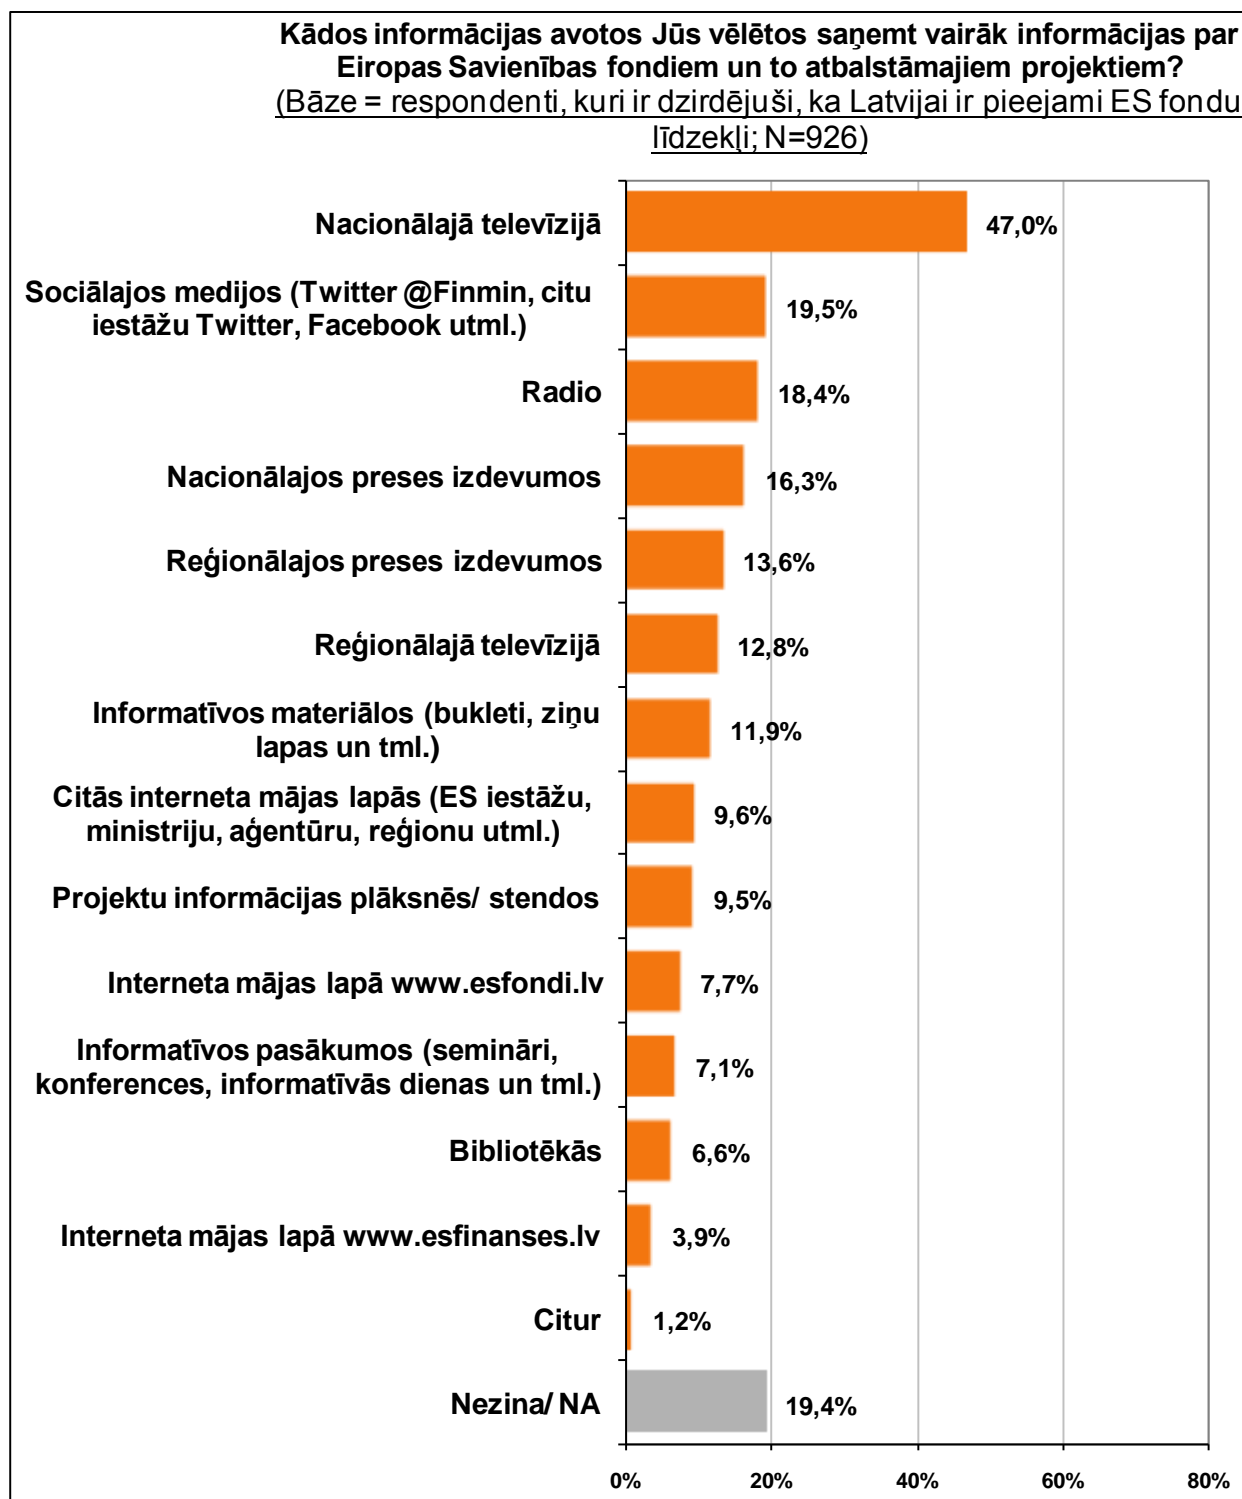 Kādos informācijas avotos Jūs vēlētos saņemt vairāk informācijas par
Eiropas Savienības fondiem un to atbalstāmajiem projektiem?
(Bāze = respondenti, kuri ir dzirdējuši, ka Latvijai ir pieejami ES fondu
līdzekļi; N=926)
Nacionālajā televīzijā
47,0%
Sociālajos medijos (Twitter @Finmin, citu
iestāžu Twitter, Facebook utml.)
19,5%
Radio
18,4%
Nacionālajos preses izdevumos
16,3%
Reģionālajos preses izdevumos
13,6%
Reģionālajā televīzijā
12,8%
Informatīvos materiālos (bukleti, ziņu
lapas un tml.)
11,9%
Citās interneta mājas lapās (ES iestāžu,
ministriju, aģentūru, reģionu utml.)
9,6%
Projektu informācijas plāksnēs/ stendos
9,5%
Interneta mājas lapā www.esfondi.lv
7,7%
Informatīvos pasākumos (semināri,
konferences, informatīvās dienas un tml.)
7,1%
Bibliotēkās
6,6%
Interneta mājas lapā www.esfinanses.lv
3,9%
Citur
1,2%
Nezina/ NA
19,4%
0%
20%
40%
60%
80%